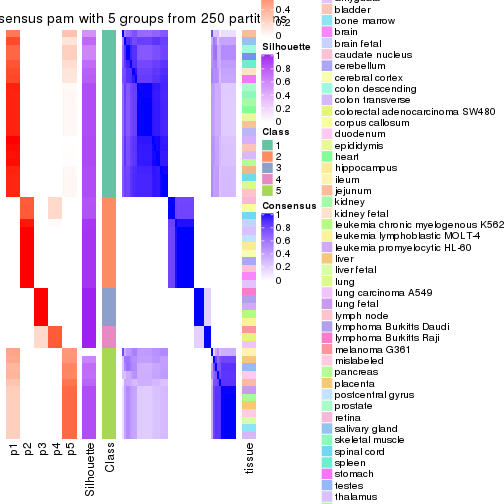 sensus pam with 5 groups from 250 partitions
0.4
0.2
0
Silhouette
1
0.8
0.6
0.4
0.2
0
Class
1
2
3
4
5
Consensus
1
0.8
0.6
0.4
0.2
0
bladder
bone marrow
brain
brain fetal
caudate nucleus
cerebellum
cerebral cortex
colon descending
colon transverse
colorectal adenocarcinoma SW480
corpus callosum
duodenum
epididymis
heart
hippocampus
ileum
jejunum
kidney
kidney fetal
leukemia chronic myelogenous K562
leukemia lymphoblastic MOLT-4
leukemia promyelocytic HL-60
liver
liver fetal
lung
lung carcinoma A549
lung fetal
lymph node
lymphoma Burkitts Daudi
lymphoma Burkitts Raji
melanoma G361
mislabeled
pancreas
placenta
postcentral gyrus
prostate
retina
salivary gland
skeletal muscle
spinal cord
spleen
stomach
testes
thalamus
p1
p2
p3
p4
p5
Silhouette
Class
tissue